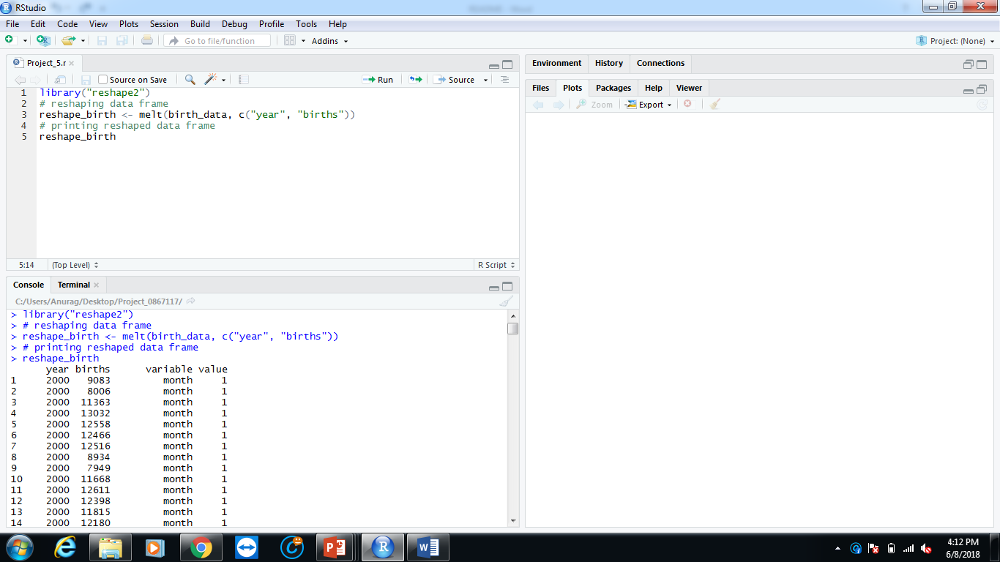 RStudio
File Edit Code View Plots Session Build Debug Profile Tools Help
Go to file/function Addins Project: (None)
Project_5.r
Source on Save Run Source
1 library("reshape2")
2 # reshaping data frame
3 reshape_birth <- melt(birth_data, c("year", "births"))
4 # printing reshaped data frame
5 reshape_birth
5:14 (Top Level) R Script
Console Terminal
C:/Users/Anurag/Desktop/Project_0867117/
> library("reshape2")
> # reshaping data frame
> reshape_birth <- melt(birth_data, c("year", "births"))
> # printing reshaped data frame
> reshape_birth
year births variable value
1 2000 9083 month 1
2 2000 8006 month 1
3 2000 11363 month 1
4 2000 13032 month 1
5 2000 12558 month 1
6 2000 12466 month 1
7 2000 12516 month 1
8 2000 8934 month 1
9 2000 7949 month 1
10 2000 11668 month 1
11 2000 12611 month 1
12 2000 12398 month 1
13 2000 11815 month 1
14 2000 12180 month 1
Environment History Connections
Files Plots Packages Help Viewer
Zoom Export
4:12 PM
6/8/2018